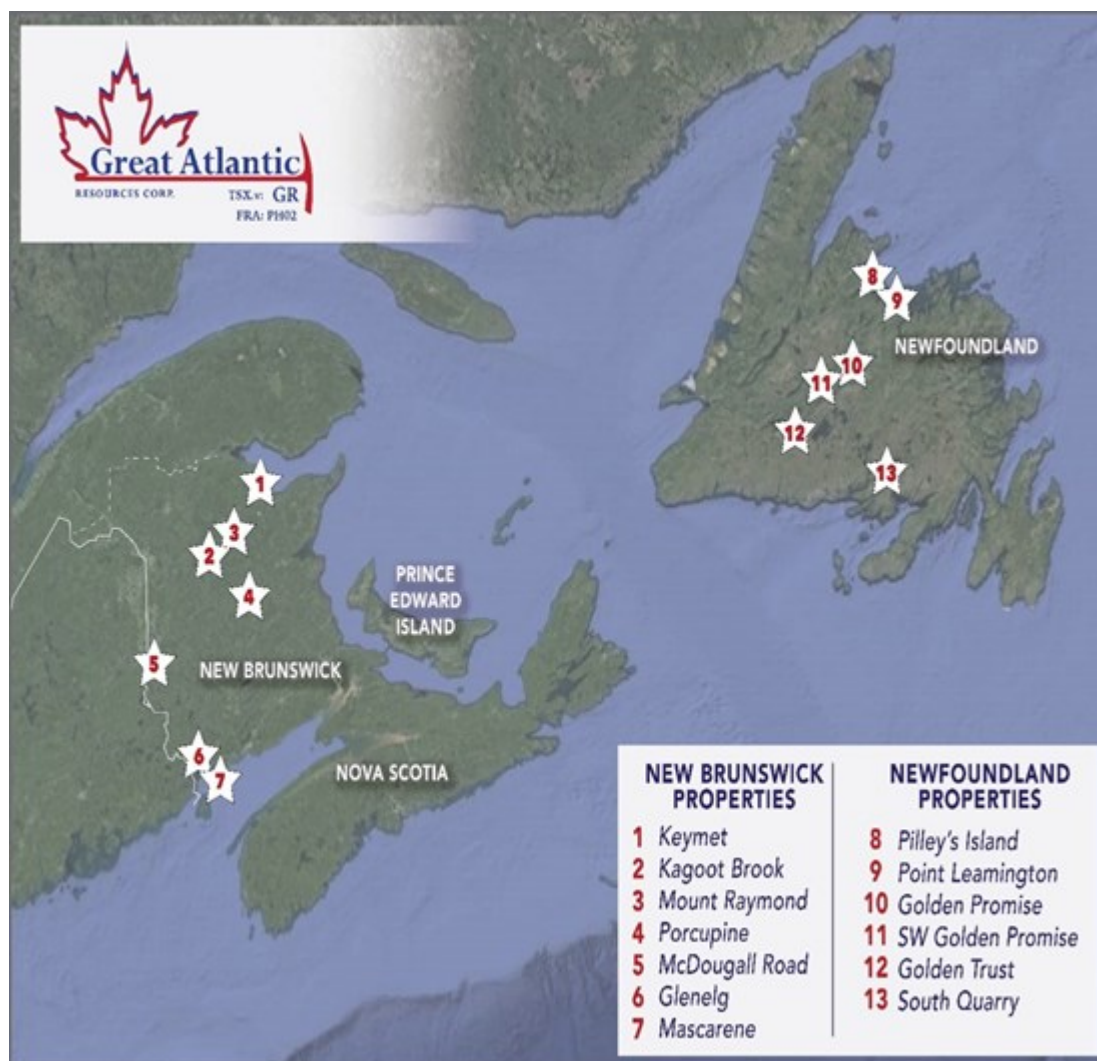 Great Atlantic
RESOURCES CORP.
TSX.v: GR
FRA: PH02
8
9
NEWFOUNDLAND
10
11
12
13
1
3
2
PRINCE
EDWARD
ISLAND
4
5
NEW BRUNSWICK
6
7
NOVA SCOTIA
NEW BRUNSWICK
PROPERTIES
1 Keymet
2 Kagoot Brook
3 Mount Raymond
4 Porcupine
5 McDougall Road
6 Glenelg
7 Mascarene
NEWFOUNDLAND
PROPERTIES
8 Pilley's Island
9 Point Leamington
10 Golden Promise
11 SW Golden Promise
12 Golden Trust
13 South Quarry